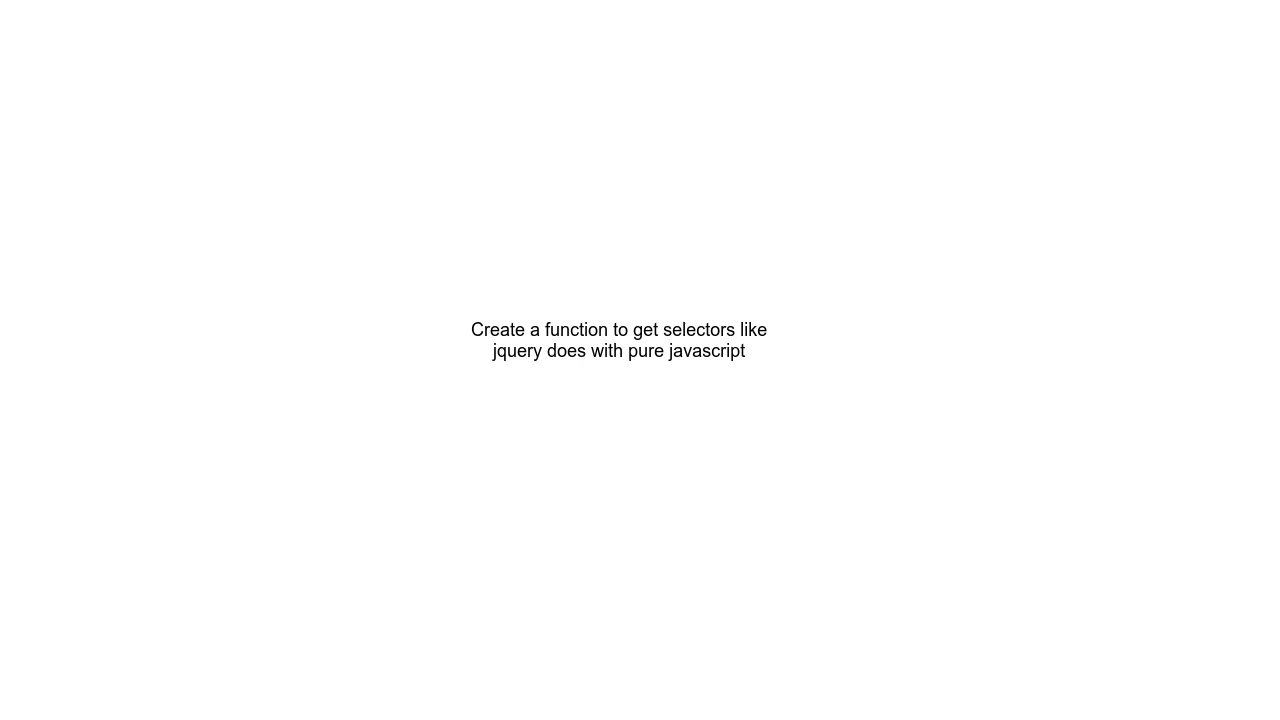 Create a function to get selectors like
jquery does with pure javascript